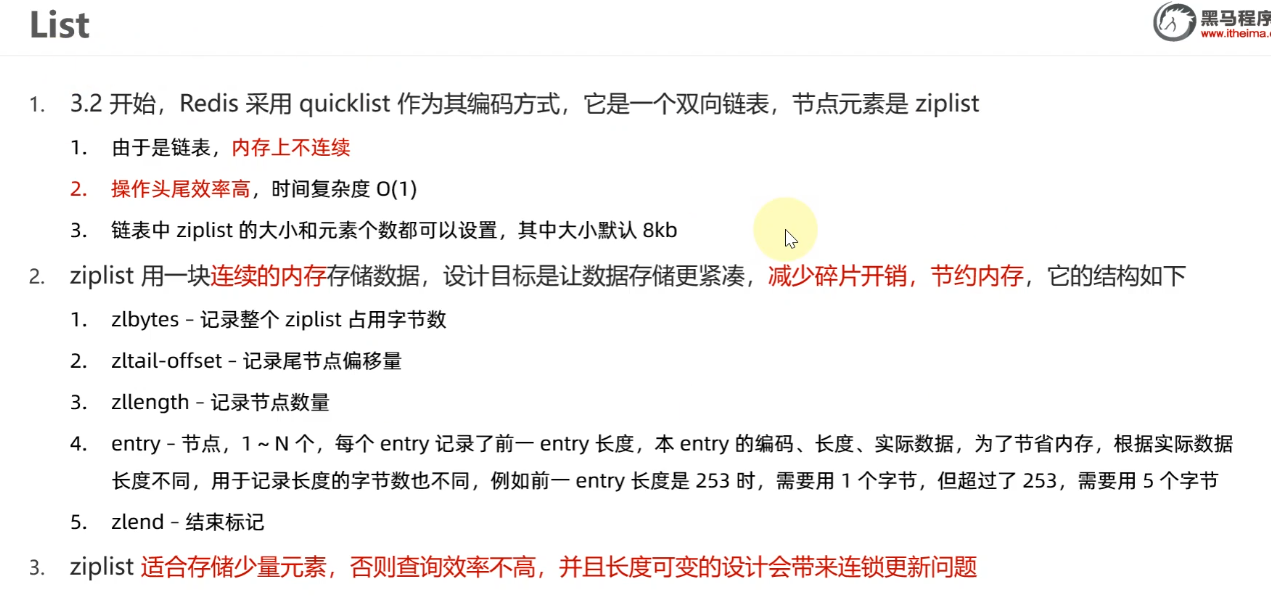 List
黑马程序
www.itheima.c
1. 3.2 开始，Redis 采用 quicklist 作为其编码方式，它是一个双向链表，节点元素是 ziplist
1. 由于是链表，内存上不连续
2. 操作头尾效率高，时间复杂度 O(1)
3. 链表中 ziplist 的大小和元素个数都可以设置，其中大小默认 8kb
2. ziplist 用一块连续的内存存储数据，设计目标是让数据存储更紧凑，减少碎片开销，节约内存，它的结构如下
1. zlbytes – 记录整个 ziplist 占用字节数
2. zltail-offset – 记录尾节点偏移量
3. zllength – 记录节点数量
4. entry – 节点，1 ~ N 个，每个 entry 记录了前一 entry 长度，本 entry 的编码、长度、实际数据，为了节省内存，根据实际数据
长度不同，用于记录长度的字节数也不同，例如前一 entry 长度是 253 时，需要用 1 个字节，但超过了 253，需要用 5 个字节
5. zlend – 结束标记
3. ziplist 适合存储少量元素，否则查询效率不高，并且长度可变的设计会带来连锁更新问题